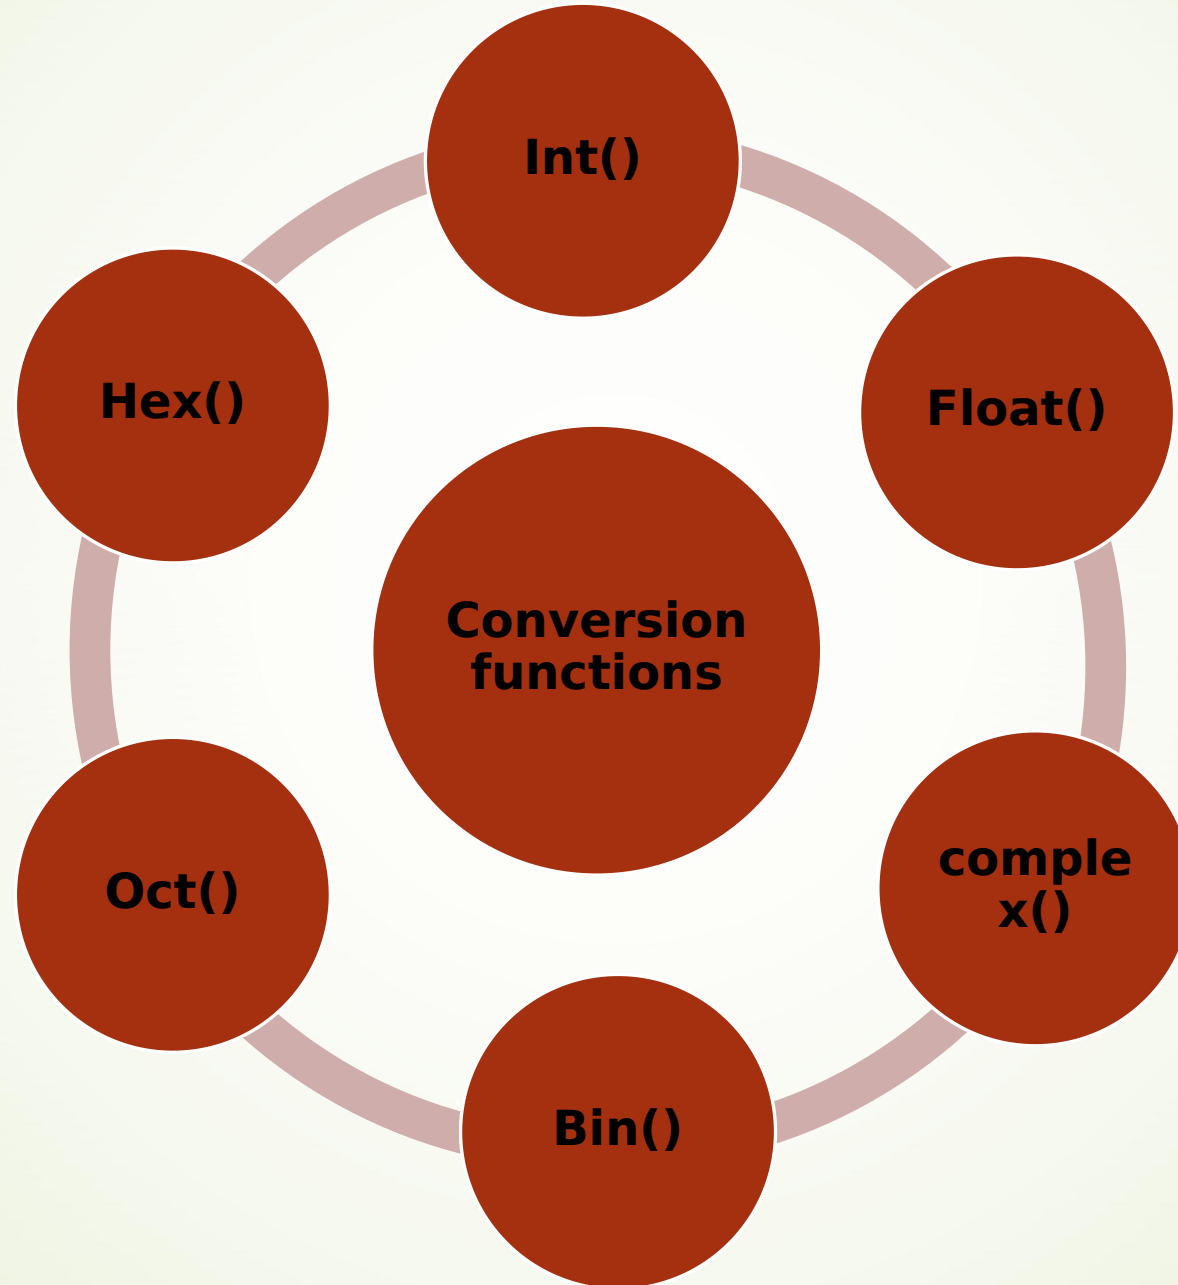 Int()
Float()
Hex()
Conversion
functions
comple
x()
Oct()
Bin()